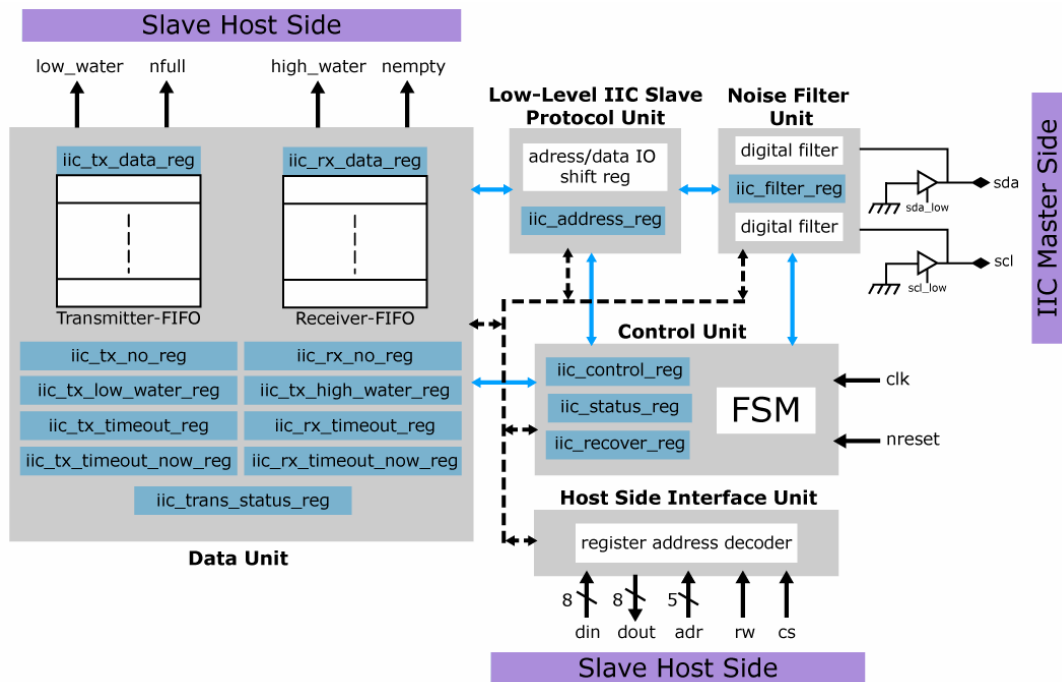 Slave Host Side
low_water
nfull
high_water
nempty
Low-Level IIC Slave
Protocol Unit
Noise Filter
Unit
iic_tx_data_reg
iic_rx_data_reg
adress/data IO
shift reg
iic_address_reg
digital filter
iic_filter_reg
digital filter
sda
sda_low
scl
scl_low
IIC Master Side
Transmitter-FIFO
Receiver-FIFO
iic_tx_no_reg
iic_rx_no_reg
iic_tx_low_water_reg
iic_tx_high_water_reg
iic_tx_timeout_reg
iic_rx_timeout_reg
iic_tx_timeout_now_reg
iic_rx_timeout_now_reg
iic_trans_status_reg
Data Unit
Control Unit
iic_control_reg
iic_status_reg
iic_recover_reg
FSM
clk
nreset
Host Side Interface Unit
register address decoder
8
8
5
din
dout
adr
rw
cs
Slave Host Side